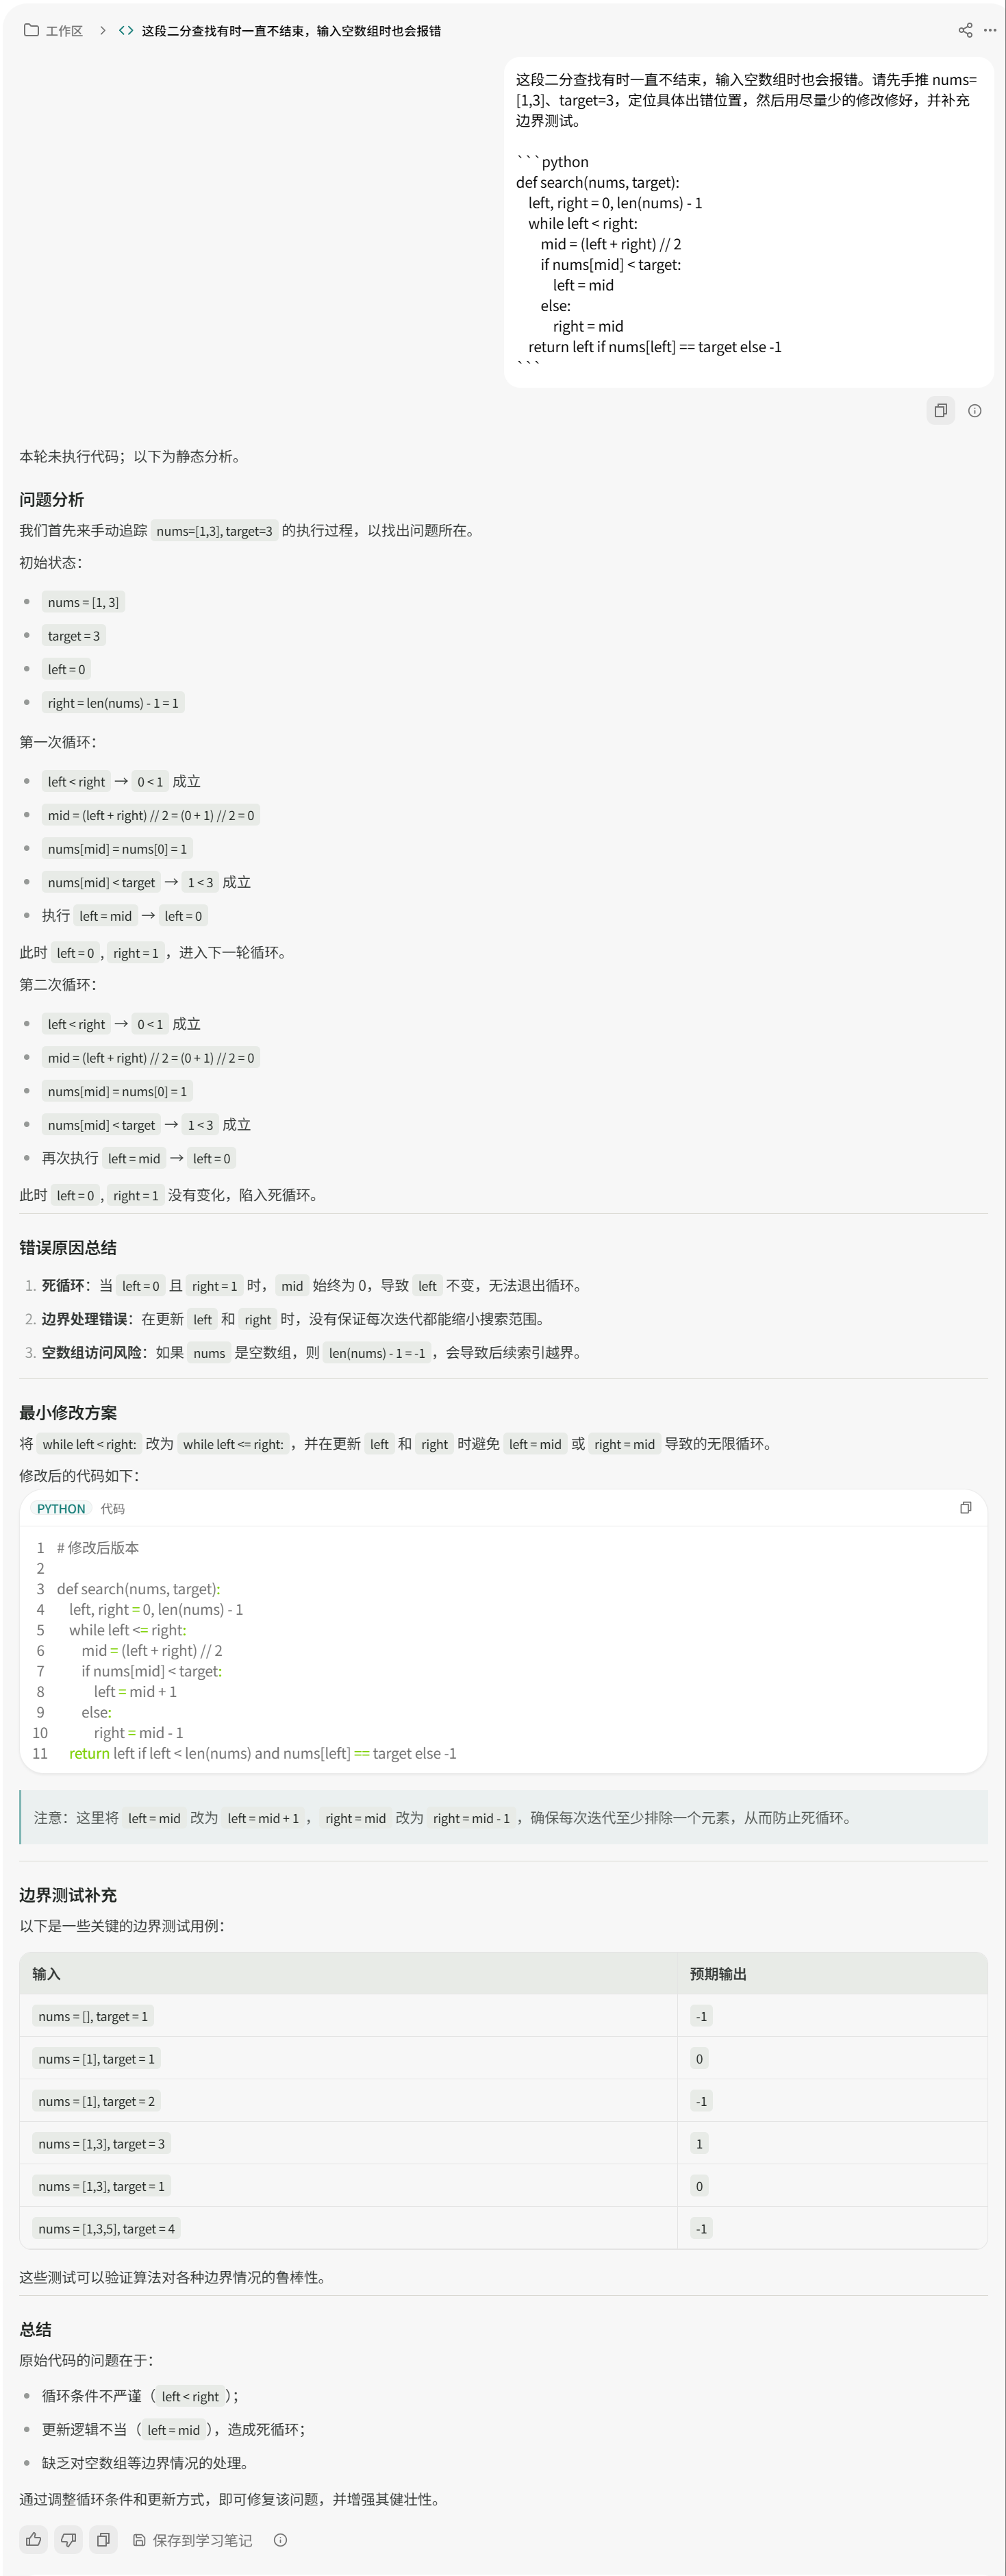 工作区 > <> 这段二分查找有时一直不结束，输入空数组时也会报错
这段二分查找有时一直不结束，输入空数组时也会报错。请先手推 nums=
[1,3]、target=3，定位具体出错位置，然后用尽量少的修改修好，并补充
边界测试。
```python
def search(nums, target):
    left, right = 0, len(nums) - 1
    while left < right:
        mid = (left + right) // 2
        if nums[mid] < target:
            left = mid
        else:
            right = mid
    return left if nums[left] == target else -1
```
本轮未执行代码；以下为静态分析。
问题分析
我们首先来手动追踪 nums=[1,3], target=3 的执行过程，以找出问题所在。
初始状态：
• nums = [1, 3]
• target = 3
• left = 0
• right = len(nums) - 1 = 1
第一次循环：
• left < right → 0 < 1 成立
• mid = (left + right) // 2 = (0 + 1) // 2 = 0
• nums[mid] = nums[0] = 1
• nums[mid] < target → 1 < 3 成立
• 执行 left = mid → left = 0
此时 left = 0 , right = 1 ，进入下一轮循环。
第二次循环：
• left < right → 0 < 1 成立
• mid = (left + right) // 2 = (0 + 1) // 2 = 0
• nums[mid] = nums[0] = 1
• nums[mid] < target → 1 < 3 成立
• 再次执行 left = mid → left = 0
此时 left = 0 , right = 1 没有变化，陷入死循环。
错误原因总结
1. 死循环：当 left = 0 且 right = 1 时， mid 始终为 0，导致 left 不变，无法退出循环。
2. 边界处理错误：在更新 left 和 right 时，没有保证每次迭代都能缩小搜索范围。
3. 空数组访问风险：如果 nums 是空数组，则 len(nums) - 1 = -1 ，会导致后续索引越界。
最小修改方案
将 while left < right: 改为 while left <= right: ，并在更新 left 和 right 时避免 left = mid 或 right = mid 导致的无限循环。
修改后的代码如下：
PYTHON 代码
1 # 修改后版本
2
3 def search(nums, target):
4     left, right = 0, len(nums) - 1
5     while left <= right:
6         mid = (left + right) // 2
7         if nums[mid] < target:
8             left = mid + 1
9         else:
10             right = mid - 1
11     return left if left < len(nums) and nums[left] == target else -1
注意：这里将 left = mid 改为 left = mid + 1 ， right = mid 改为 right = mid - 1 ，确保每次迭代至少排除一个元素，从而防止死循环。
边界测试补充
以下是一些关键的边界测试用例：
输入 预期输出
nums = [], target = 1 -1
nums = [1], target = 1 0
nums = [1], target = 2 -1
nums = [1,3], target = 3 1
nums = [1,3], target = 1 0
nums = [1,3,5], target = 4 -1
这些测试可以验证算法对各种边界情况的鲁棒性。
总结
原始代码的问题在于：
• 循环条件不严谨（ left < right ）；
• 更新逻辑不当（ left = mid ），造成死循环；
• 缺乏对空数组等边界情况的处理。
通过调整循环条件和更新方式，即可修复该问题，并增强其健壮性。
保存到学习笔记